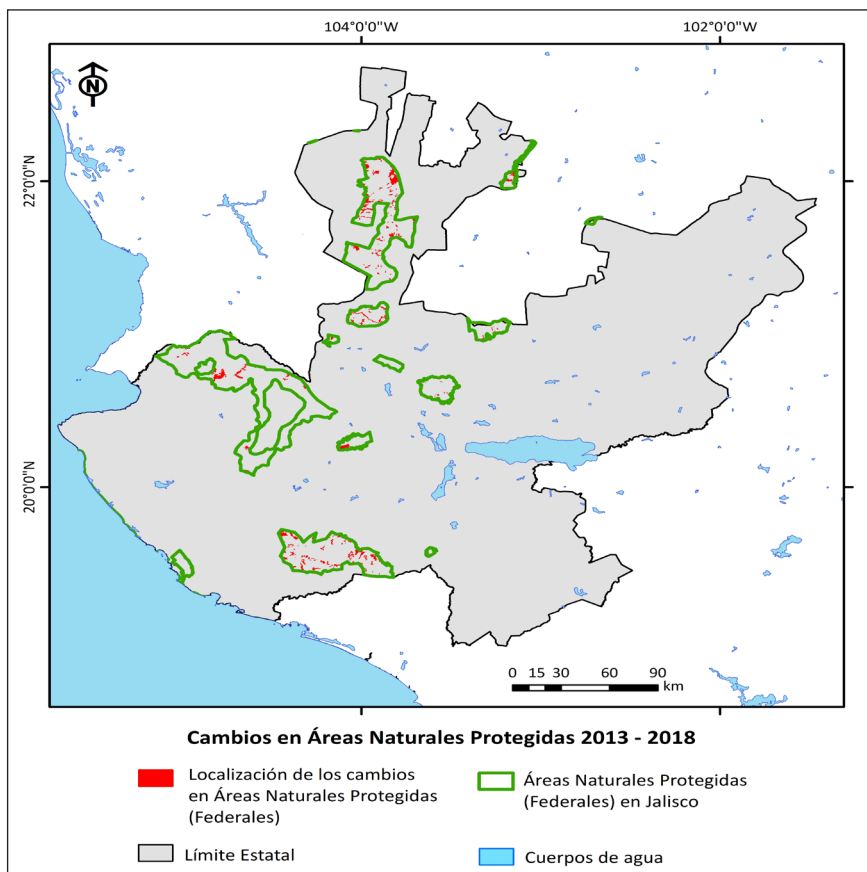 104°0'0"W
102°0'0"W
N
22°0'0"N
20°0'0"N
0 15 30 60 90
km
Cambios en Áreas Naturales Protegidas 2013 - 2018
Localización de los cambios
en Áreas Naturales Protegidas
(Federales)
Áreas Naturales Protegidas
(Federales) en Jalisco
Límite Estatal
Cuerpos de agua